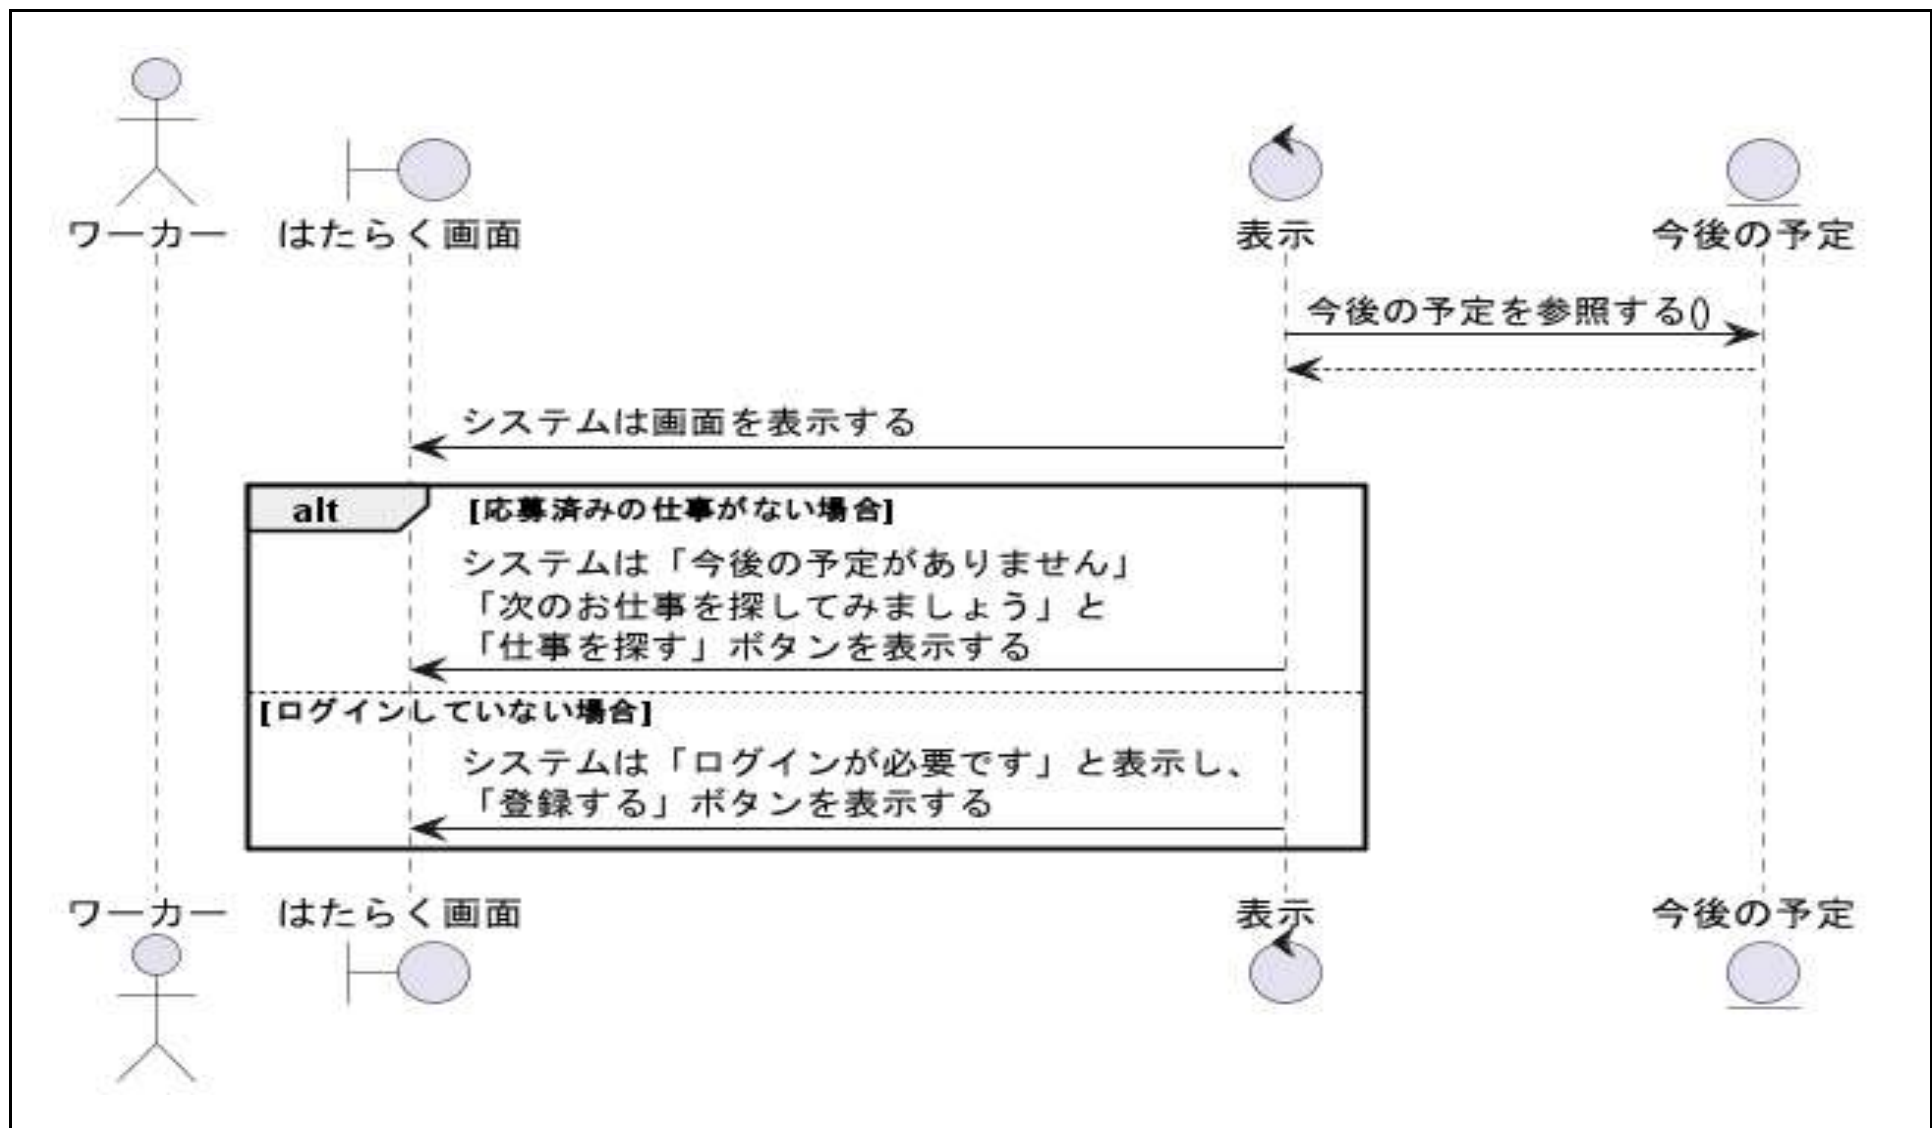 ワーカー はたらく画面 表示 今後の予定
今後の予定を参照する()
システムは画面を表示する
alt [応募済みの仕事がない場合]
システムは「今後の予定がありません」
「次のお仕事を探してみましょう」と
「仕事を探す」ボタンを表示する
[ログインしていない場合]
システムは「ログインが必要です」と表示し、
「登録する」ボタンを表示する
ワーカー はたらく画面 表示 今後の予定